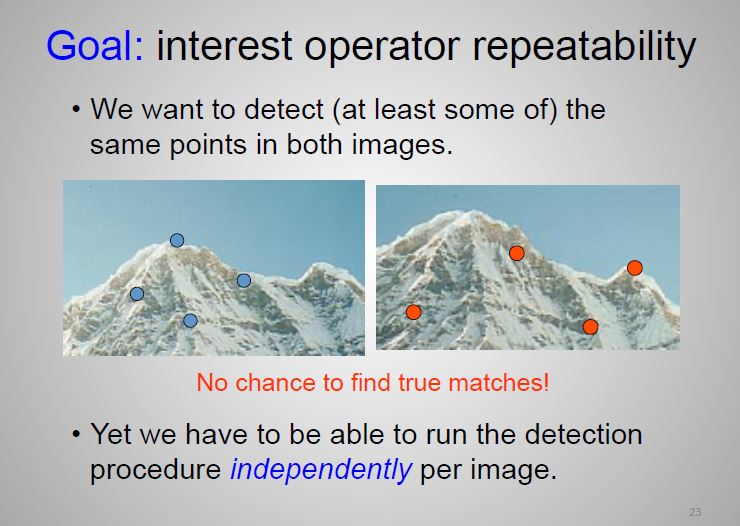 Goal: interest operator repeatability
• We want to detect (at least some of) the
same points in both images.
No chance to find true matches!
• Yet we have to be able to run the detection
procedure independently per image.
23